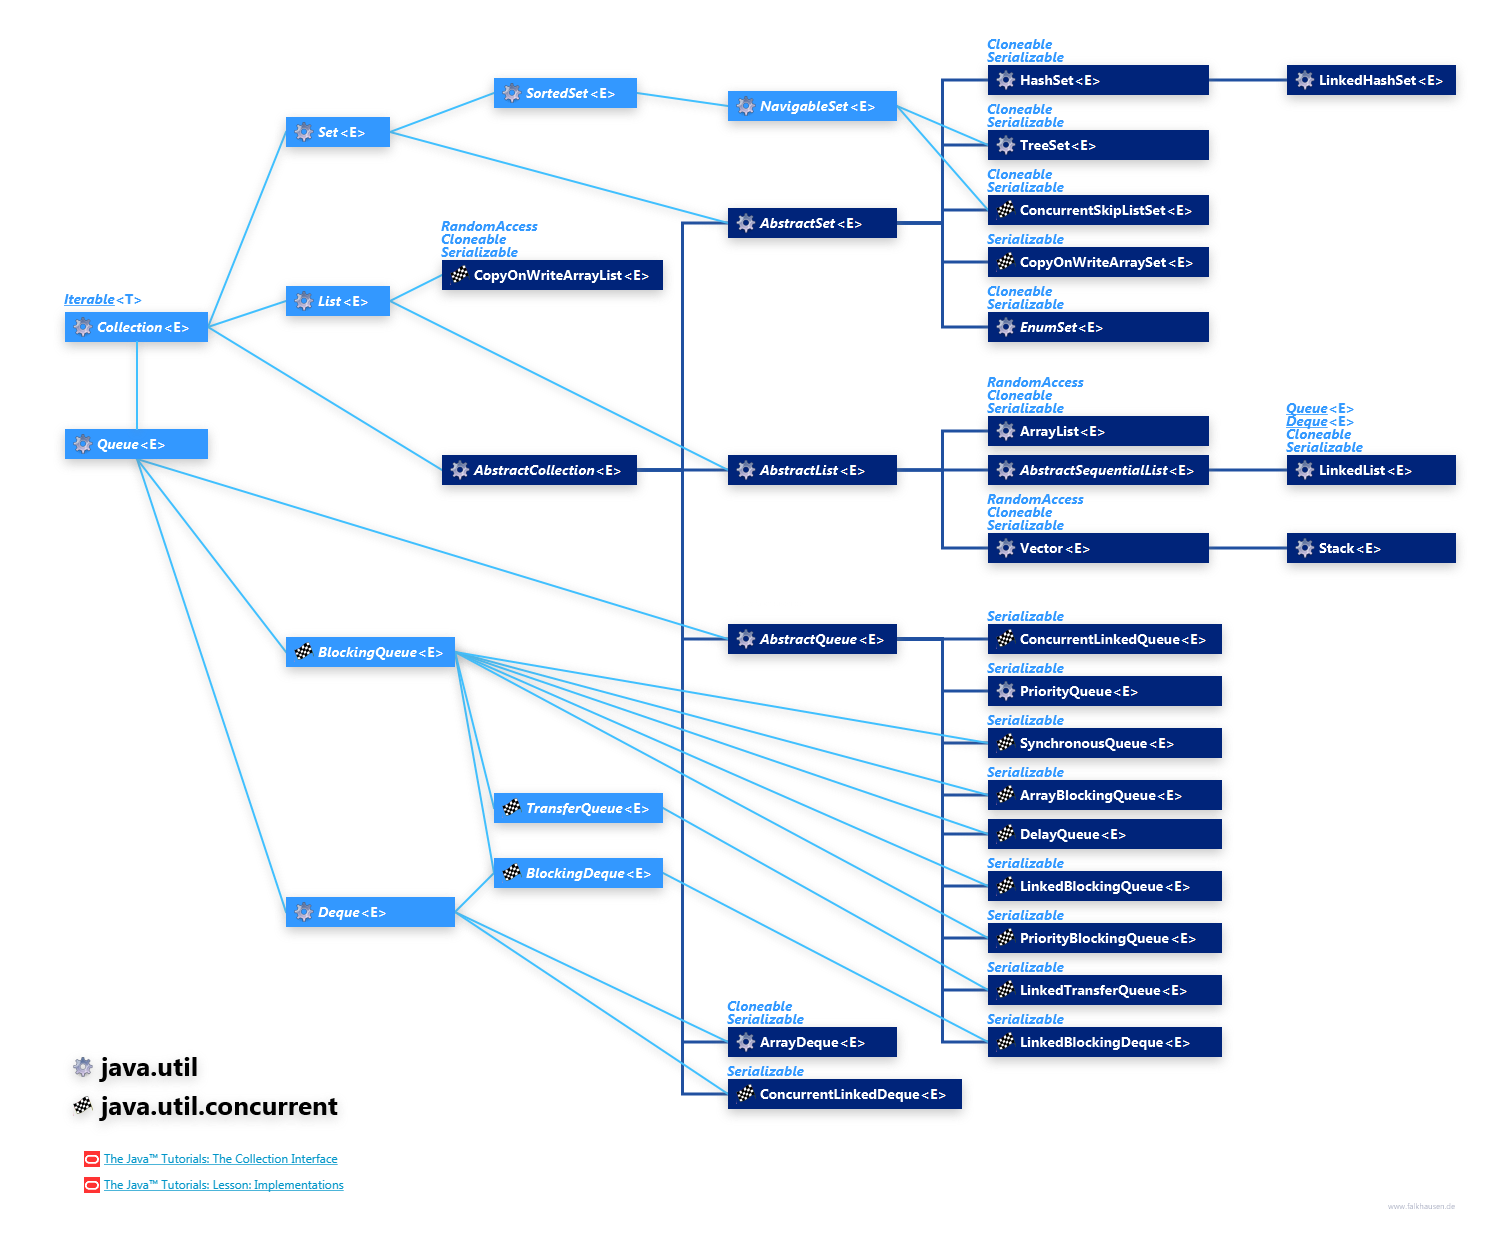 Cloneable
Serializable
HashSet<E>
LinkedHashSet<E>
SortedSet<E>
NavigableSet<E>
Cloneable
Serializable
Set<E>
TreeSet<E>
Cloneable
Serializable
ConcurrentSkipListSet<E>
AbstractSet<E>
RandomAccess
Cloneable
Serializable
CopyOnWriteArrayList<E>
Serializable
CopyOnWriteArraySet<E>
Cloneable
Serializable
EnumSet<E>
List<E>
Iterable<T>
Collection<E>
RandomAccess
Cloneable
Serializable
ArrayList<E>
Queue<E>
Deque<E>
Cloneable
Serializable
LinkedList<E>
Queue<E>
AbstractCollection<E>
AbstractList<E>
AbstractSequentialList<E>
RandomAccess
Cloneable
Serializable
Vector<E>
Stack<E>
Serializable
AbstractQueue<E>
ConcurrentLinkedQueue<E>
BlockingQueue<E>
Serializable
PriorityQueue<E>
Serializable
SynchronousQueue<E>
Serializable
ArrayBlockingQueue<E>
TransferQueue<E>
DelayQueue<E>
Serializable
BlockingDeque<E>
LinkedBlockingQueue<E>
Deque<E>
Serializable
PriorityBlockingQueue<E>
Serializable
LinkedTransferQueue<E>
Cloneable
Serializable
ArrayDeque<E>
Serializable
LinkedBlockingDeque<E>
Serializable
ConcurrentLinkedDeque<E>
java.util
java.util.concurrent
The Java™ Tutorials: The Collection Interface
The Java™ Tutorials: Lesson: Implementations
www.falkhausen.de